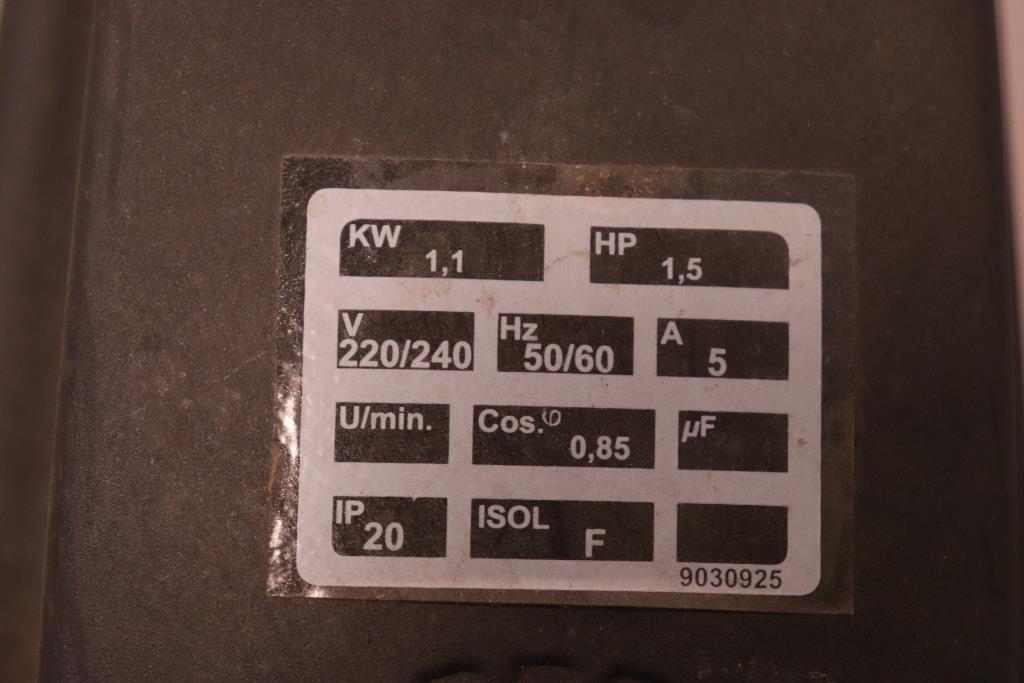 KW 1,1 HP 1,5
V 220/240 Hz 50/60 A 5
U/min. Cos.φ 0,85 µF
IP 20 ISOL F
9030925